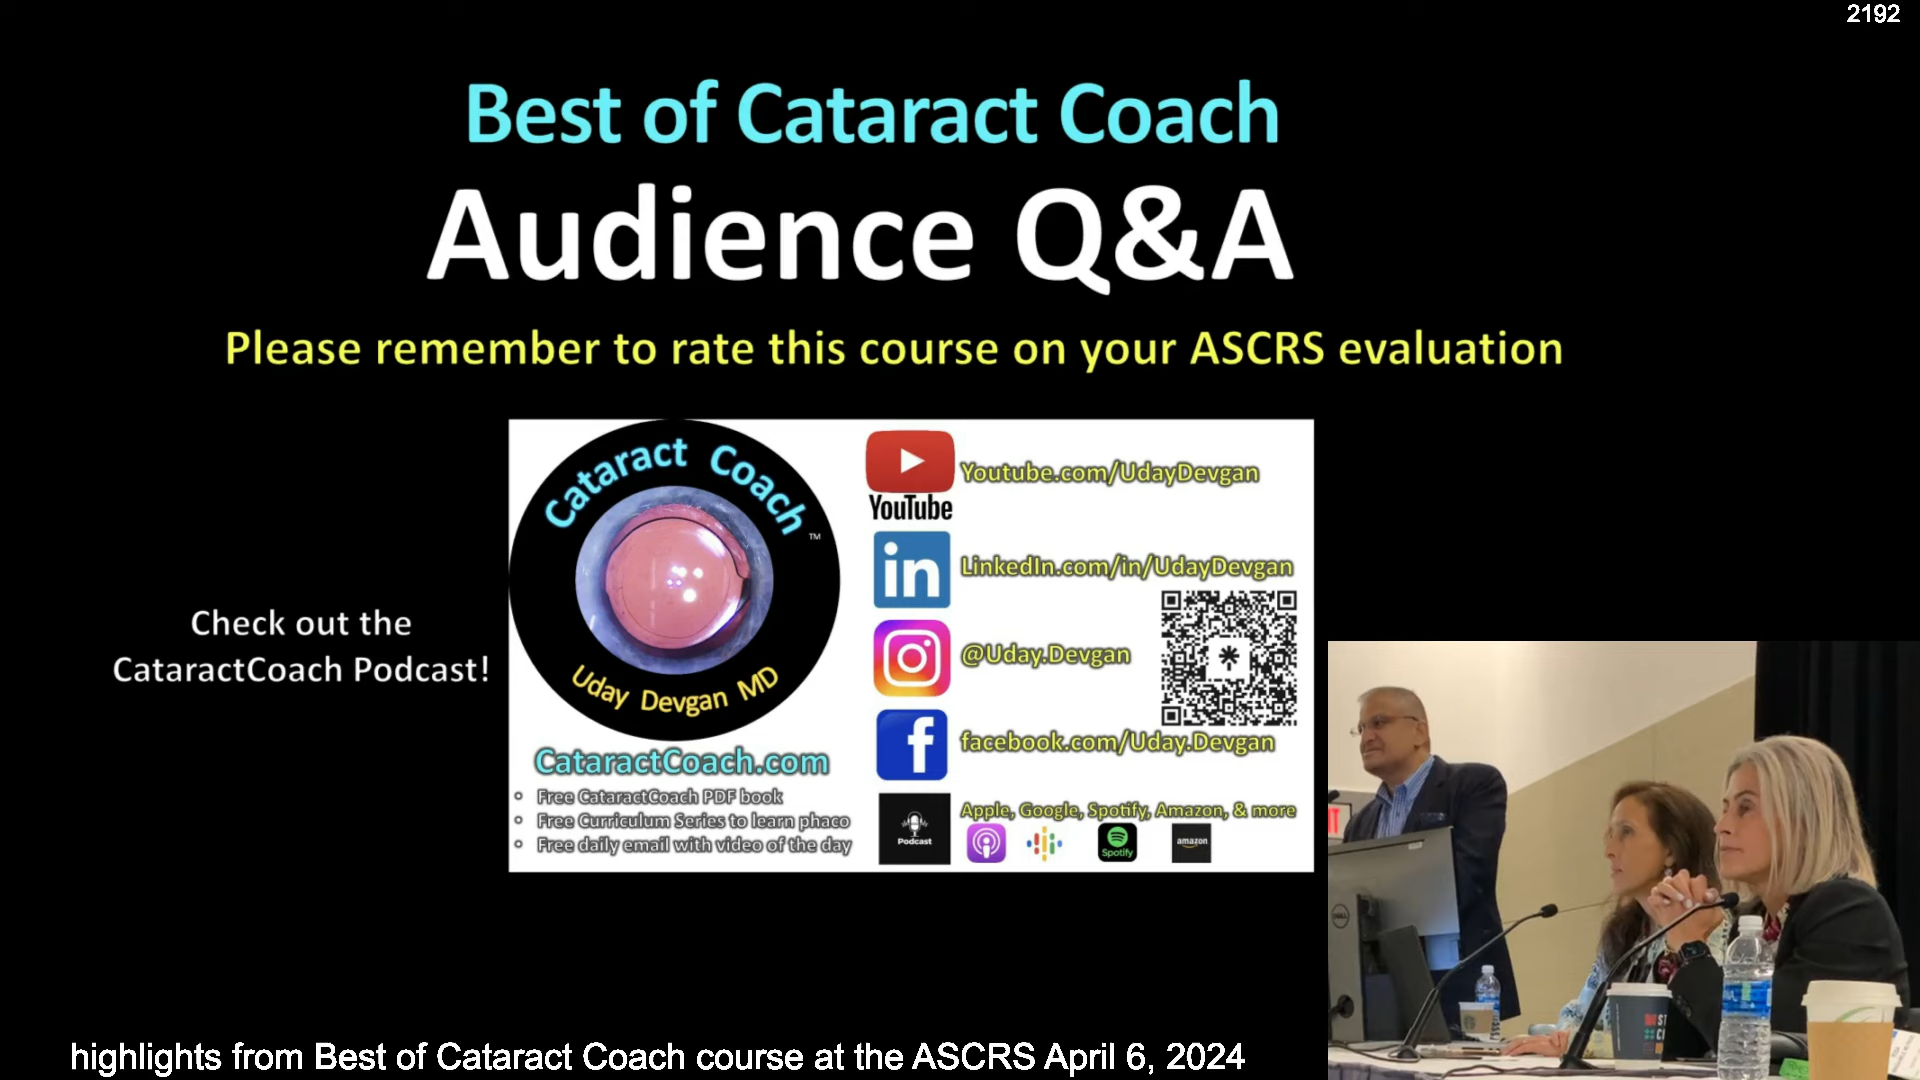 2192
Best of Cataract Coach
Audience Q&A
Please remember to rate this course on your ASCRS evaluation
Check out the
CataractCoach Podcast!
Cataract Coach
TM
Uday Devgan MD
CataractCoach.com
• Free CataractCoach PDF book
• Free Curriculum Series to learn phaco
• Free daily email with video of the day
YouTube
Youtube.com/UdayDevgan
in
LinkedIn.com/in/UdayDevgan
@Uday.Devgan
f
facebook.com/Uday.Devgan
Podcast
Apple, Google, Spotify, Amazon, & more
Spotify
amazon
DELL
highlights from Best of Cataract Coach course at the ASCRS April 6, 2024